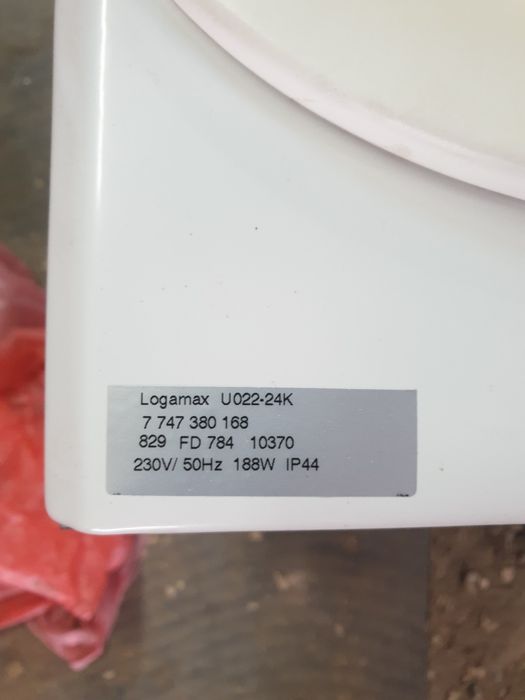 Logamax U022-24K
7 747 380 168
829 FD 784 10370
230V/ 50Hz 188W IP44